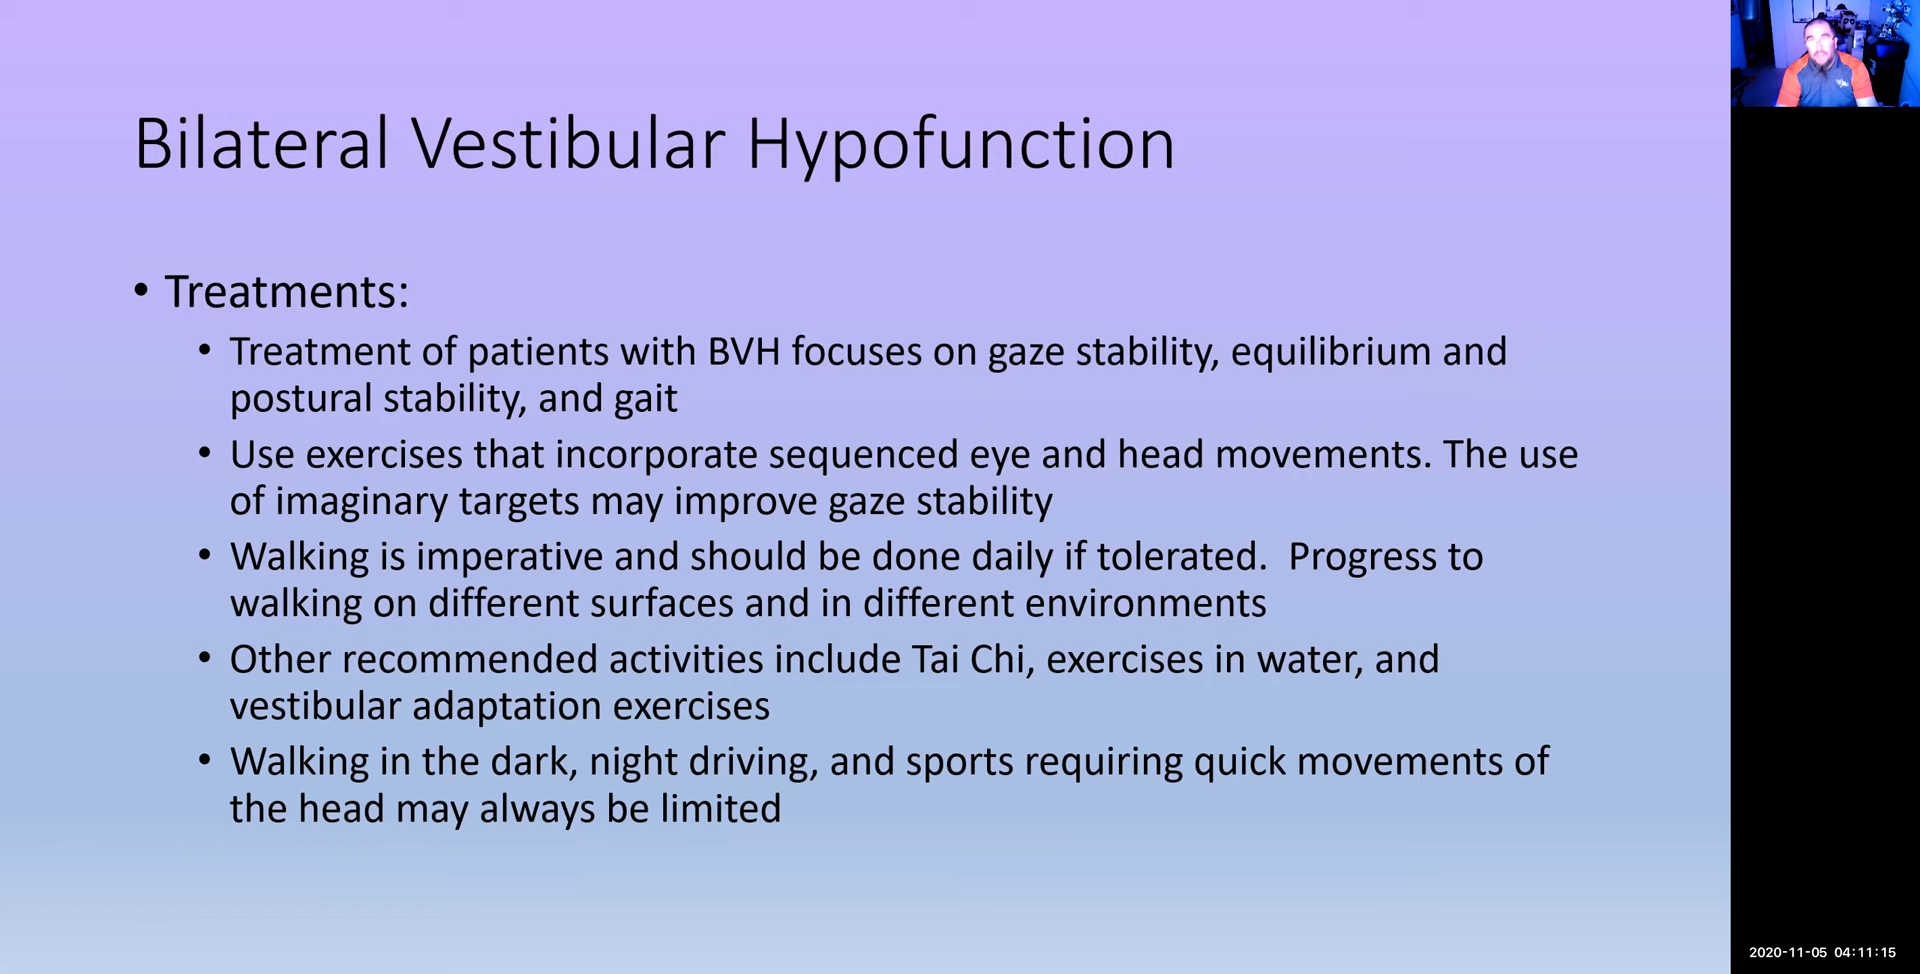 Bilateral Vestibular Hypofunction
• Treatments:
• Treatment of patients with BVH focuses on gaze stability, equilibrium and
postural stability, and gait
• Use exercises that incorporate sequenced eye and head movements. The use
of imaginary targets may improve gaze stability
• Walking is imperative and should be done daily if tolerated.  Progress to
walking on different surfaces and in different environments
• Other recommended activities include Tai Chi, exercises in water, and
vestibular adaptation exercises
• Walking in the dark, night driving, and sports requiring quick movements of
the head may always be limited
2020-11-05 04:11:15